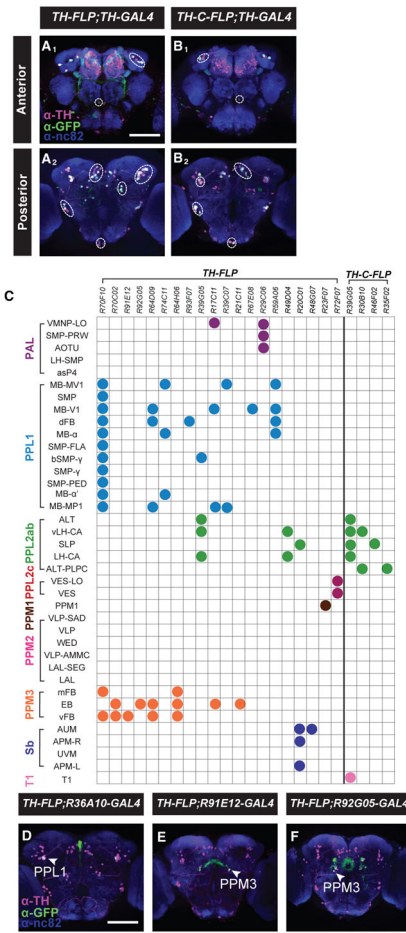 TH-FLP;TH-GAL4 TH-C-FLP;TH-GAL4
Anterior
A1
B1
α-TH
α-GFP
α-nc82
Posterior
A2
B2
C
TH-FLP TH-C-FLP
R70F10 R70C02 R91E12 R92G05 R64D09 R74C11 R64H06 R93F07 R39G05 R17C11 R39C07 R21C11 R67E08 R29C06 R59A06 R49D04 R20C01 R48G07 R23F07 R72F07 R39G05 R30B10 R46F02 R35F02
PAL
VMNP-LO
SMP-PRW
AOTU
LH-SMP
asP4
PPL1
MB-MV1
SMP
MB-V1
dFB
MB-α
SMP-FLA
bSMP-γ
SMP-γ
SMP-PED
MB-α'
MB-MP1
PPL2ab
ALT
vLH-CA
SLP
LH-CA
ALT-PLPC
PPL2c
VES-LO
VES
PPM1
PPM1
PPM2
VLP-SAD
VLP
WED
VLP-AMMC
LAL-SEG
LAL
PPM3
mFB
EB
vFB
Sb
AUM
APM-R
UVM
APM-L
T1
T1
TH-FLP;R36A10-GAL4 TH-FLP;R91E12-GAL4 TH-FLP;R92G05-GAL4
D
PPL1
α-TH
α-GFP
α-nc82
E
PPM3
F
PPM3